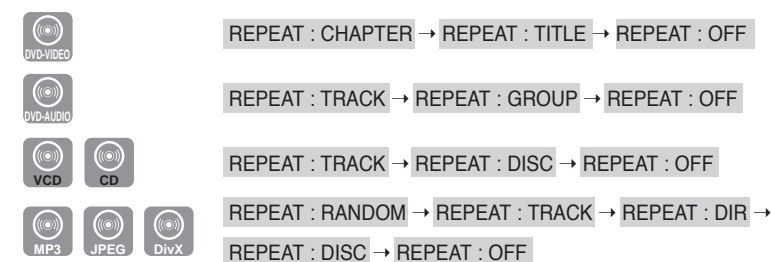 DVD-VIDEO REPEAT : CHAPTER → REPEAT : TITLE → REPEAT : OFF
DVD-AUDIO REPEAT : TRACK → REPEAT : GROUP → REPEAT : OFF
VCD CD REPEAT : TRACK → REPEAT : DISC → REPEAT : OFF
MP3 JPEG DivX REPEAT : RANDOM → REPEAT : TRACK → REPEAT : DIR →
REPEAT : DISC → REPEAT : OFF